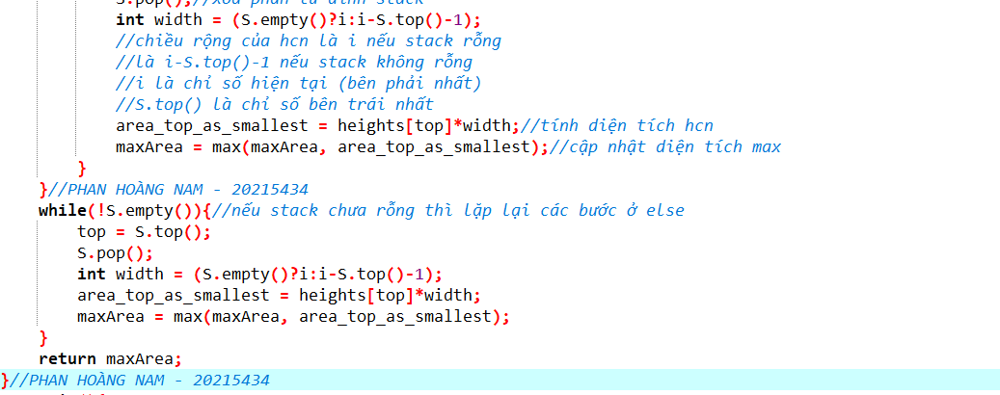 S.pop();//xóa phần tử đỉnh stack
int width = (S.empty()?i:i-S.top()-1);
//chiều rộng của hcn là i nếu stack rỗng
//là i-S.top()-1 nếu stack không rỗng
//i là chỉ số hiện tại (bên phải nhất)
//S.top() là chỉ số bên trái nhất
area_top_as_smallest = heights[top]*width;//tính diện tích hcn
maxArea = max(maxArea, area_top_as_smallest);//cập nhật diện tích max
}
}//PHAN HOÀNG NAM - 20215434
while(!S.empty()){//nếu stack chưa rỗng thì lặp lại các bước ở else
top = S.top();
S.pop();
int width = (S.empty()?i:i-S.top()-1);
area_top_as_smallest = heights[top]*width;
maxArea = max(maxArea, area_top_as_smallest);
}
return maxArea;
}//PHAN HOÀNG NAM - 20215434